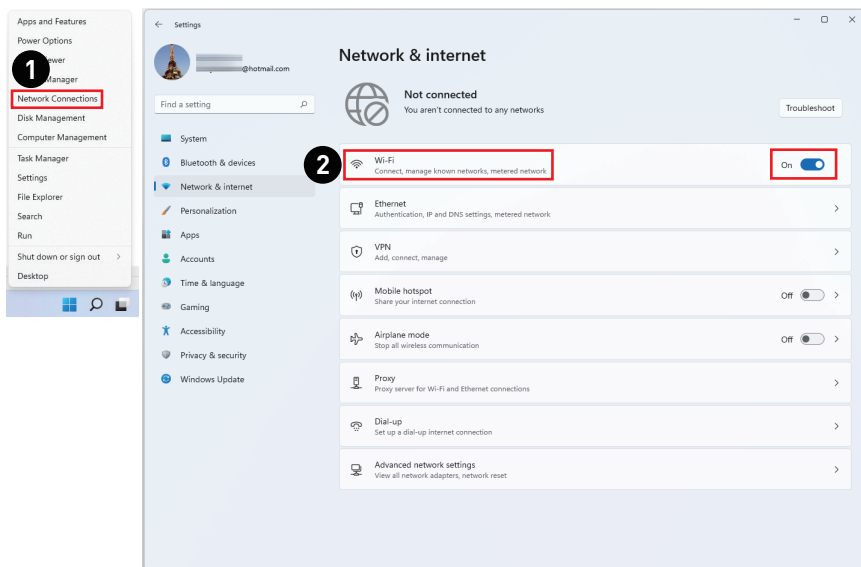 Apps and Features
Power Options
ewer
1
Manager
Network Connections
Disk Management
Computer Management
Task Manager
Settings
File Explorer
Search
Run
Shut down or sign out
Desktop
Settings
@hotmail.com
Find a setting
System
Bluetooth & devices
Network & internet
Personalization
Apps
Accounts
Time & language
Gaming
Accessibility
Privacy & security
Windows Update
Network & internet
Not connected
You aren't connected to any networks
Troubleshoot
2
Wi-Fi
Connect, manage known networks, metered network
On
Ethernet
Authentication, IP and DNS settings, metered network
VPN
Add, connect, manage
Mobile hotspot
Share your internet connection
Off
Airplane mode
Stop all wireless communication
Off
Proxy
Proxy server for Wi-Fi and Ethernet connections
Dial-up
Set up a dial-up internet connection
Advanced network settings
View all network adapters, network reset